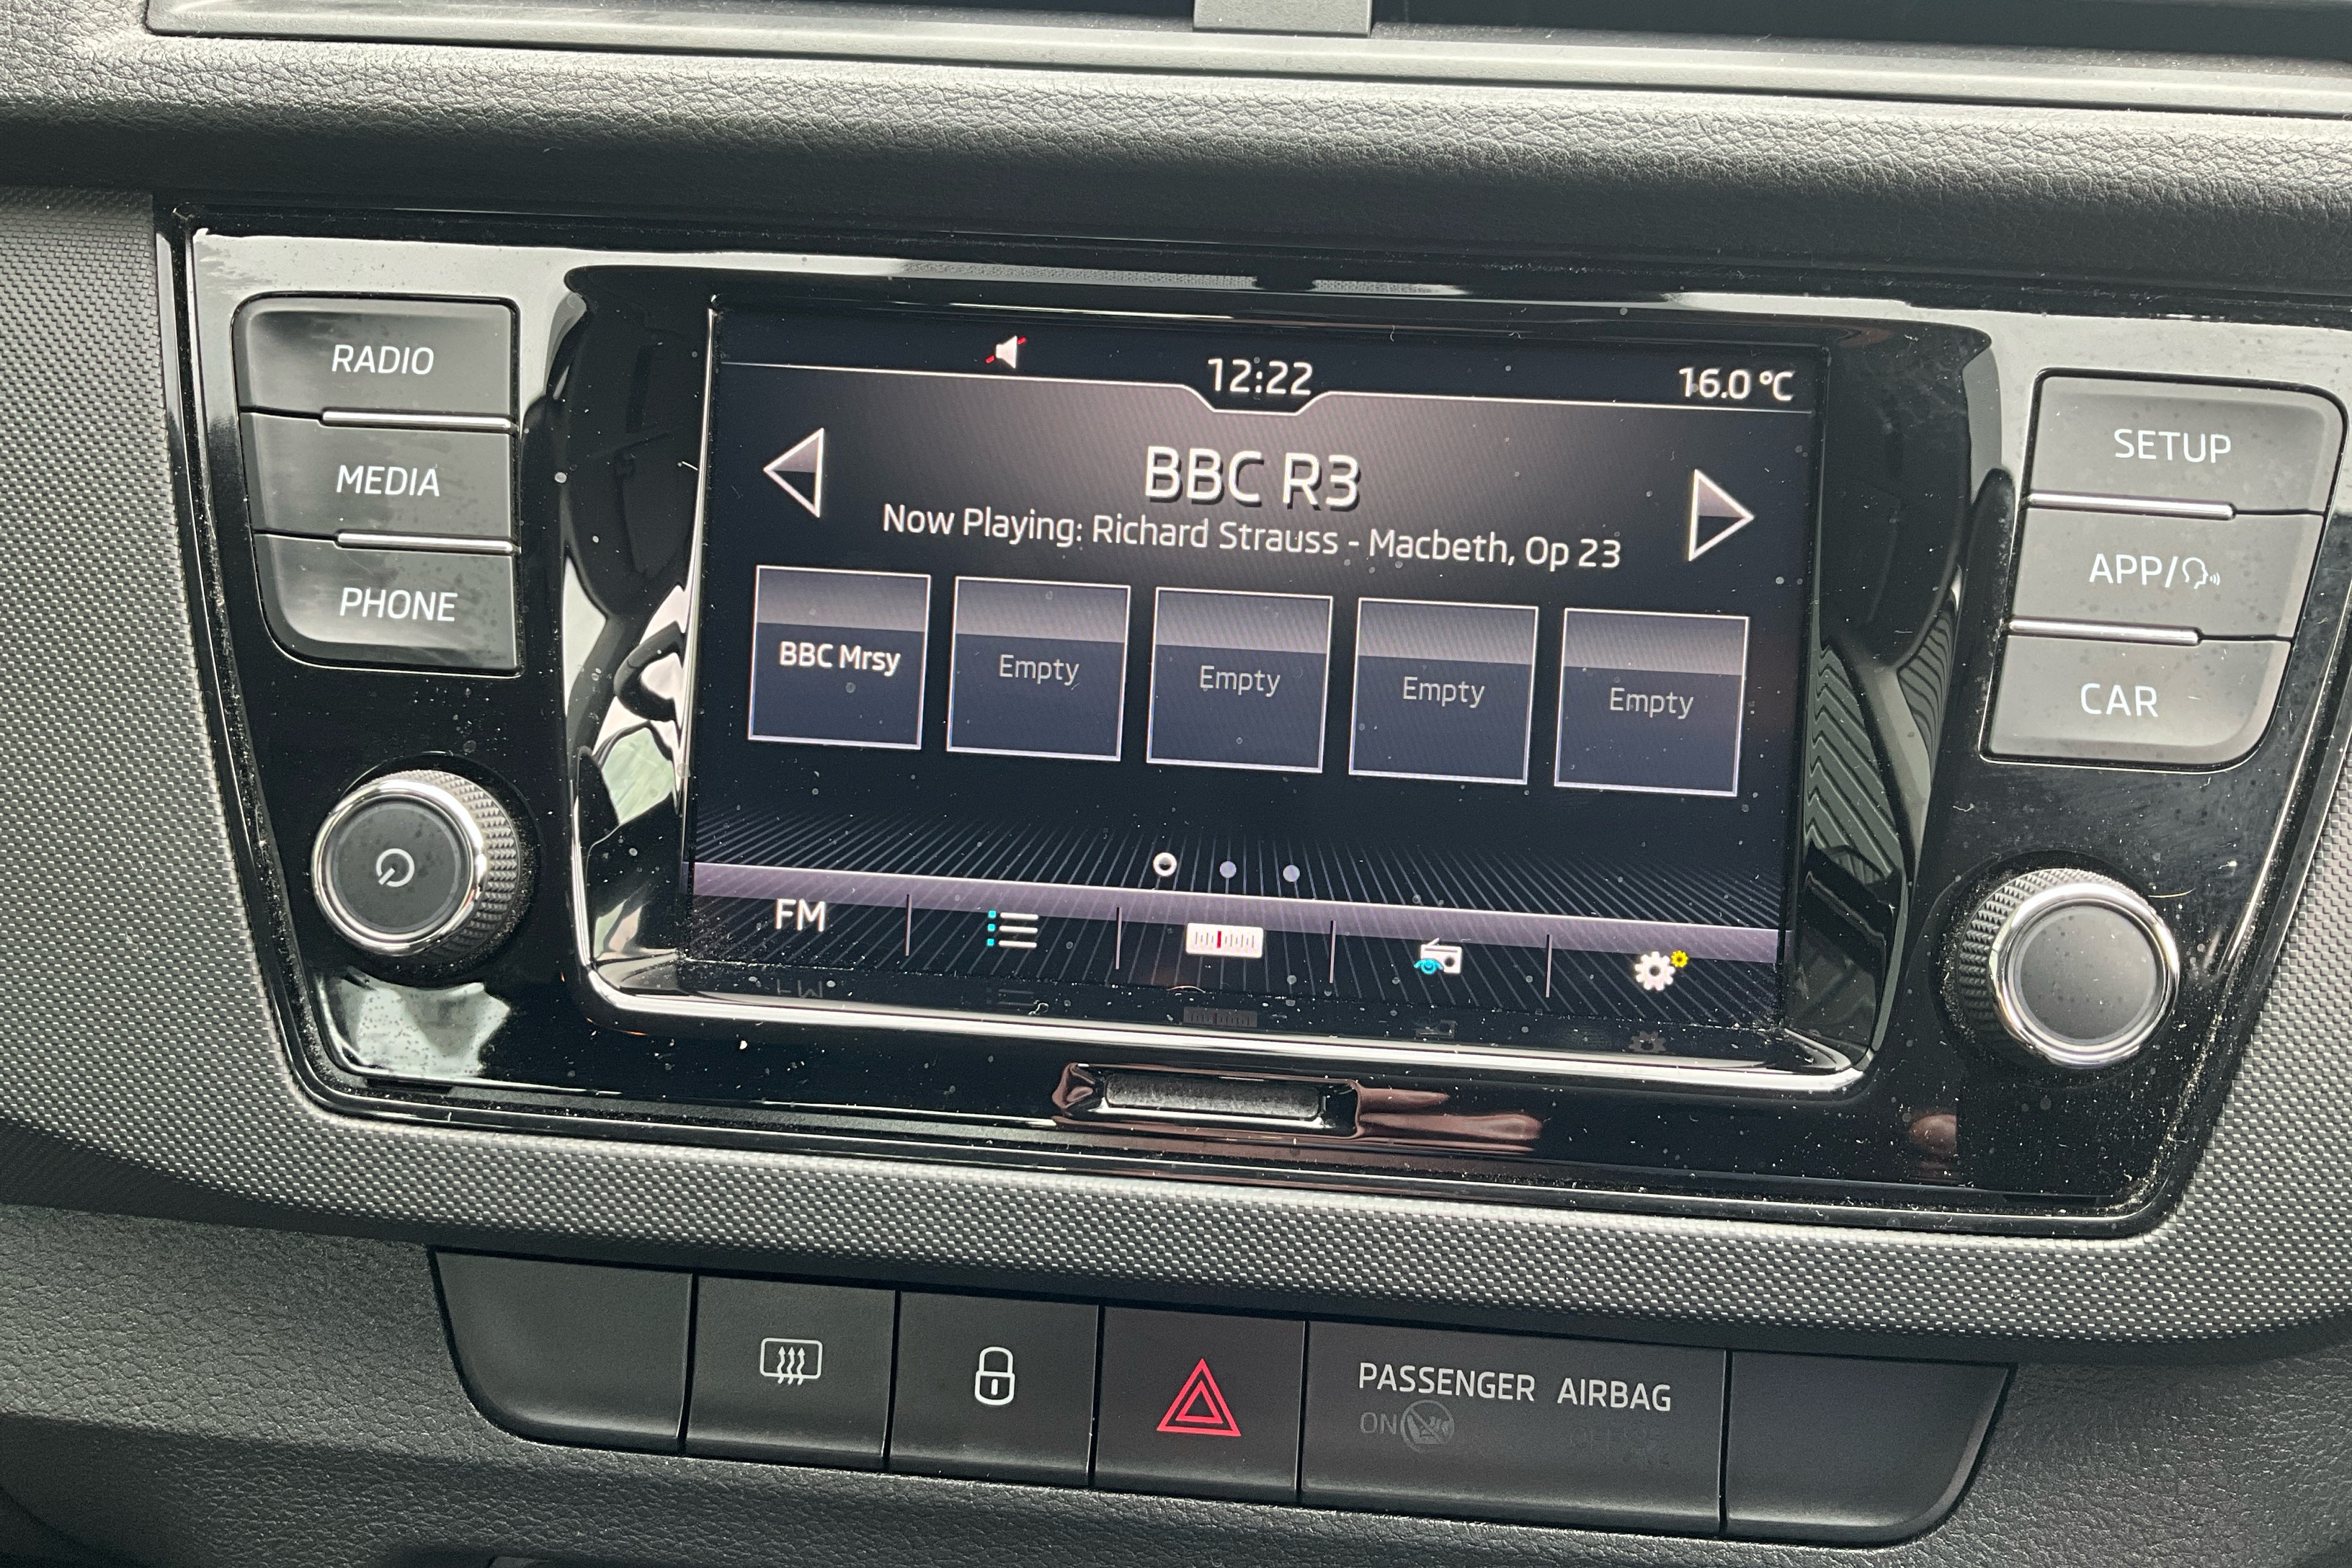 RADIO
MEDIA
PHONE
12:22
16.0 °C
BBC R3
Now Playing: Richard Strauss - Macbeth, Op 23
BBC Mrsy
Empty
Empty
Empty
Empty
FM
SETUP
APP/
CAR
PASSENGER AIRBAG
ON
OFF